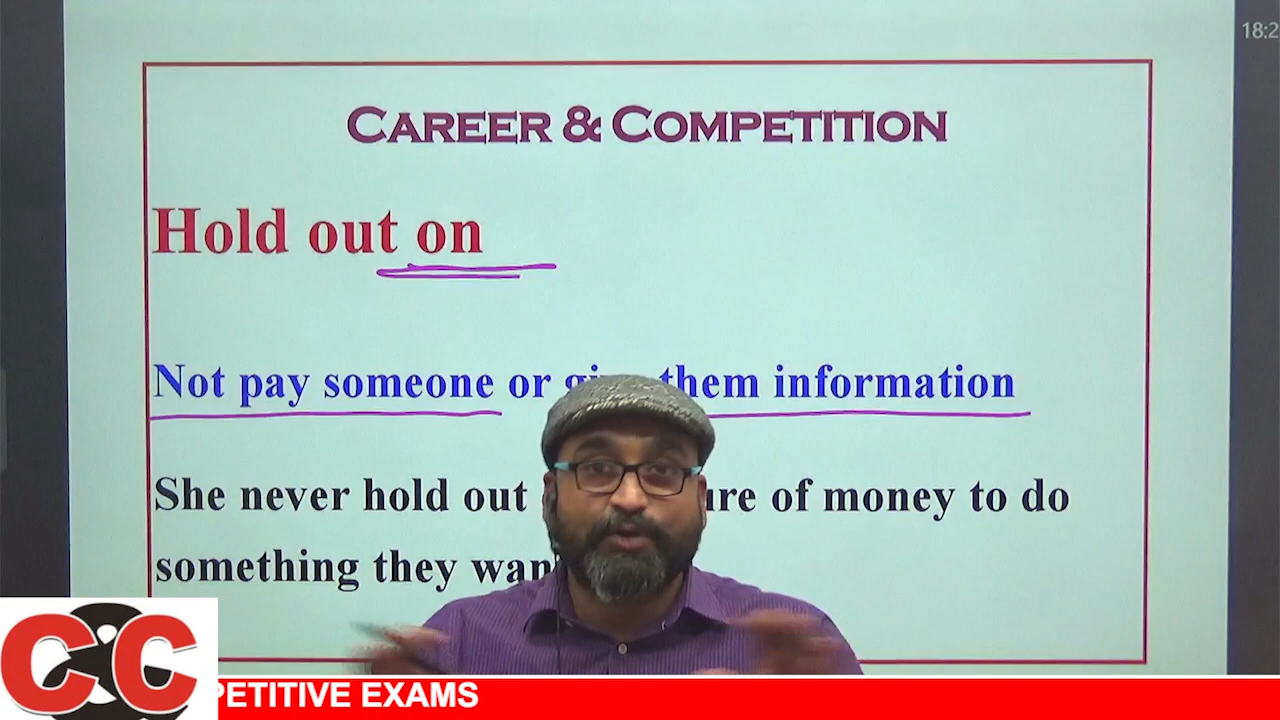 18:2
CAREER & COMPETITION
Hold out on
Not pay someone or them information
She never hold out of money to do
something they
CC
PETITIVE EXAMS